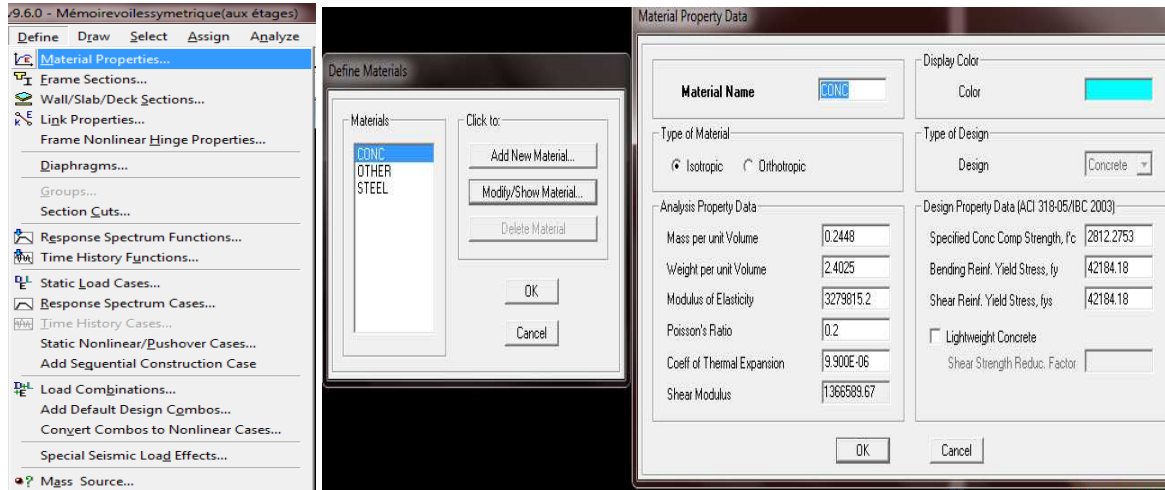 v9.6.0 - Mémoirevoilessymetrique(aux étages)
Define Draw Select Assign Analyze
Material Properties...
Frame Sections...
Wall/Slab/Deck Sections...
Link Properties...
Frame Nonlinear Hinge Properties...
Diaphragms...
Groups...
Section Cuts...
Response Spectrum Functions...
Time History Functions...
Static Load Cases...
Response Spectrum Cases...
Time History Cases...
Static Nonlinear/Pushover Cases...
Add Sequential Construction Case
Load Combinations...
Add Default Design Combos...
Convert Combos to Nonlinear Cases...
Special Seismic Load Effects...
Mass Source...
Define Materials
Materials
CONC
OTHER
STEEL
Click to:
Add New Material...
Modify/Show Material...
Delete Material
OK
Cancel
Material Property Data
Material Name CONC
Display Color
Color
Type of Material
Isotropic Orthotropic
Type of Design
Design Concrete
Analysis Property Data
Mass per unit Volume 0.2448
Weight per unit Volume 2.4025
Modulus of Elasticity 3279815.2
Poisson's Ratio 0.2
Coeff of Thermal Expansion 9.900E-06
Shear Modulus 1366589.67
Design Property Data (ACI 318-05/IBC 2003)
Specified Conc Comp Strength, f'c 2812.2753
Bending Reinf. Yield Stress, fy 42184.18
Shear Reinf. Yield Stress, fys 42184.18
Lightweight Concrete
Shear Strength Reduc. Factor
OK Cancel